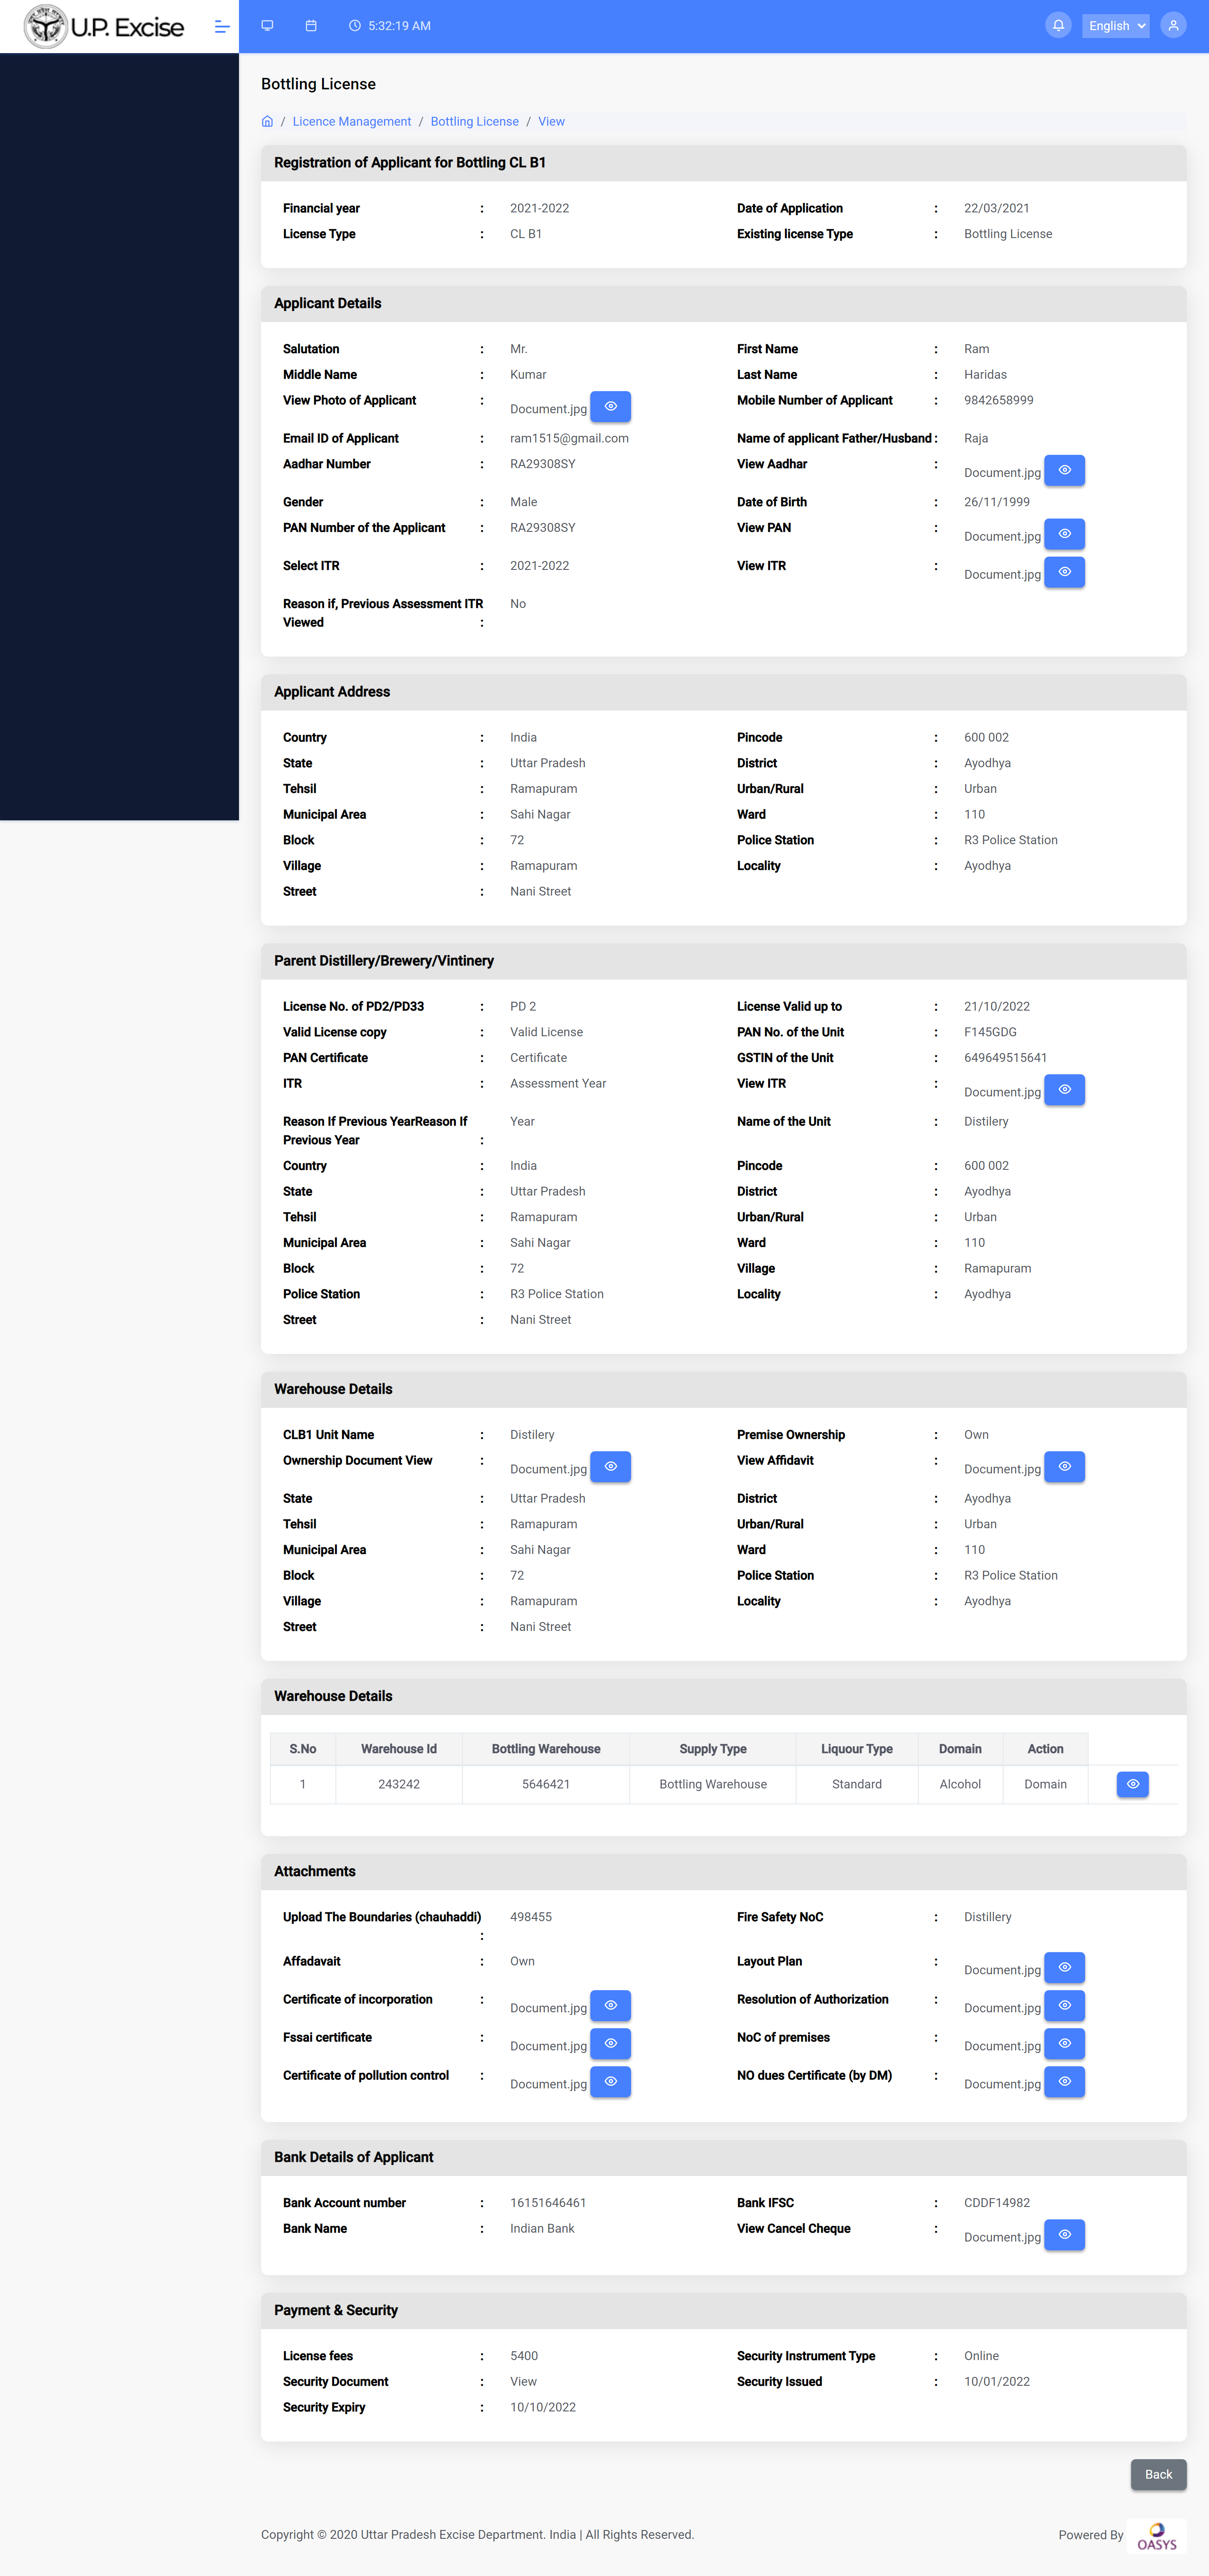 U.P. Excise
5:32:19 AM
English
Bottling License
/ Licence Management / Bottling License / View
Registration of Applicant for Bottling CL B1
Financial year : 2021-2022 Date of Application : 22/03/2021
License Type : CL B1 Existing license Type : Bottling License
Applicant Details
Salutation : Mr. First Name : Ram
Middle Name : Kumar Last Name : Haridas
View Photo of Applicant : Document.jpg Mobile Number of Applicant : 9842658999
Email ID of Applicant : ram1515@gmail.com Name of applicant Father/Husband : Raja
Aadhar Number : RA29308SY View Aadhar : Document.jpg
Gender : Male Date of Birth : 26/11/1999
PAN Number of the Applicant : RA29308SY View PAN : Document.jpg
Select ITR : 2021-2022 View ITR : Document.jpg
Reason if, Previous Assessment ITR No
Viewed :
Applicant Address
Country : India Pincode : 600 002
State : Uttar Pradesh District : Ayodhya
Tehsil : Ramapuram Urban/Rural : Urban
Municipal Area : Sahi Nagar Ward : 110
Block : 72 Police Station : R3 Police Station
Village : Ramapuram Locality : Ayodhya
Street : Nani Street
Parent Distillery/Brewery/Vintinery
License No. of PD2/PD33 : PD 2 License Valid up to : 21/10/2022
Valid License copy : Valid License PAN No. of the Unit : F145GDG
PAN Certificate : Certificate GSTIN of the Unit : 649649515641
ITR : Assessment Year View ITR : Document.jpg
Reason If Previous YearReason If Year Name of the Unit : Distilery
Previous Year :
Country : India Pincode : 600 002
State : Uttar Pradesh District : Ayodhya
Tehsil : Ramapuram Urban/Rural : Urban
Municipal Area : Sahi Nagar Ward : 110
Block : 72 Village : Ramapuram
Police Station : R3 Police Station Locality : Ayodhya
Street : Nani Street
Warehouse Details
CLB1 Unit Name : Distilery Premise Ownership : Own
Ownership Document View : Document.jpg View Affidavit : Document.jpg
State : Uttar Pradesh District : Ayodhya
Tehsil : Ramapuram Urban/Rural : Urban
Municipal Area : Sahi Nagar Ward : 110
Block : 72 Police Station : R3 Police Station
Village : Ramapuram Locality : Ayodhya
Street : Nani Street
Warehouse Details
S.No Warehouse Id Bottling Warehouse Supply Type Liquour Type Domain Action
1 243242 5646421 Bottling Warehouse Standard Alcohol Domain
Attachments
Upload The Boundaries (chauhaddi) 498455 Fire Safety NoC : Distillery
:
Affadavait : Own Layout Plan : Document.jpg
Certificate of incorporation : Document.jpg Resolution of Authorization : Document.jpg
Fssai certificate : Document.jpg NoC of premises : Document.jpg
Certificate of pollution control : Document.jpg NO dues Certificate (by DM) : Document.jpg
Bank Details of Applicant
Bank Account number : 16151646461 Bank IFSC : CDDF14982
Bank Name : Indian Bank View Cancel Cheque : Document.jpg
Payment & Security
License fees : 5400 Security Instrument Type : Online
Security Document : View Security Issued : 10/01/2022
Security Expiry : 10/10/2022
Back
Copyright © 2020 Uttar Pradesh Excise Department. India | All Rights Reserved. Powered By OASYS